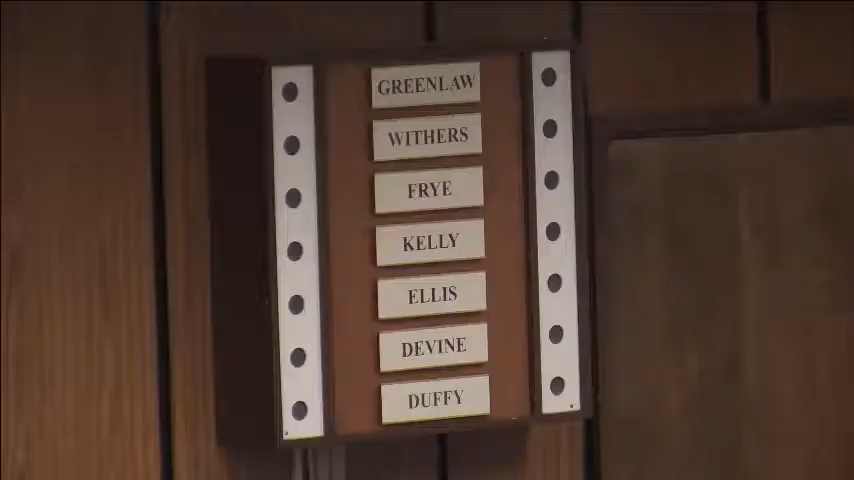 GREENLAW
WITHERS
FRYE
KELLY
ELLIS
DEVINE
DUFFY